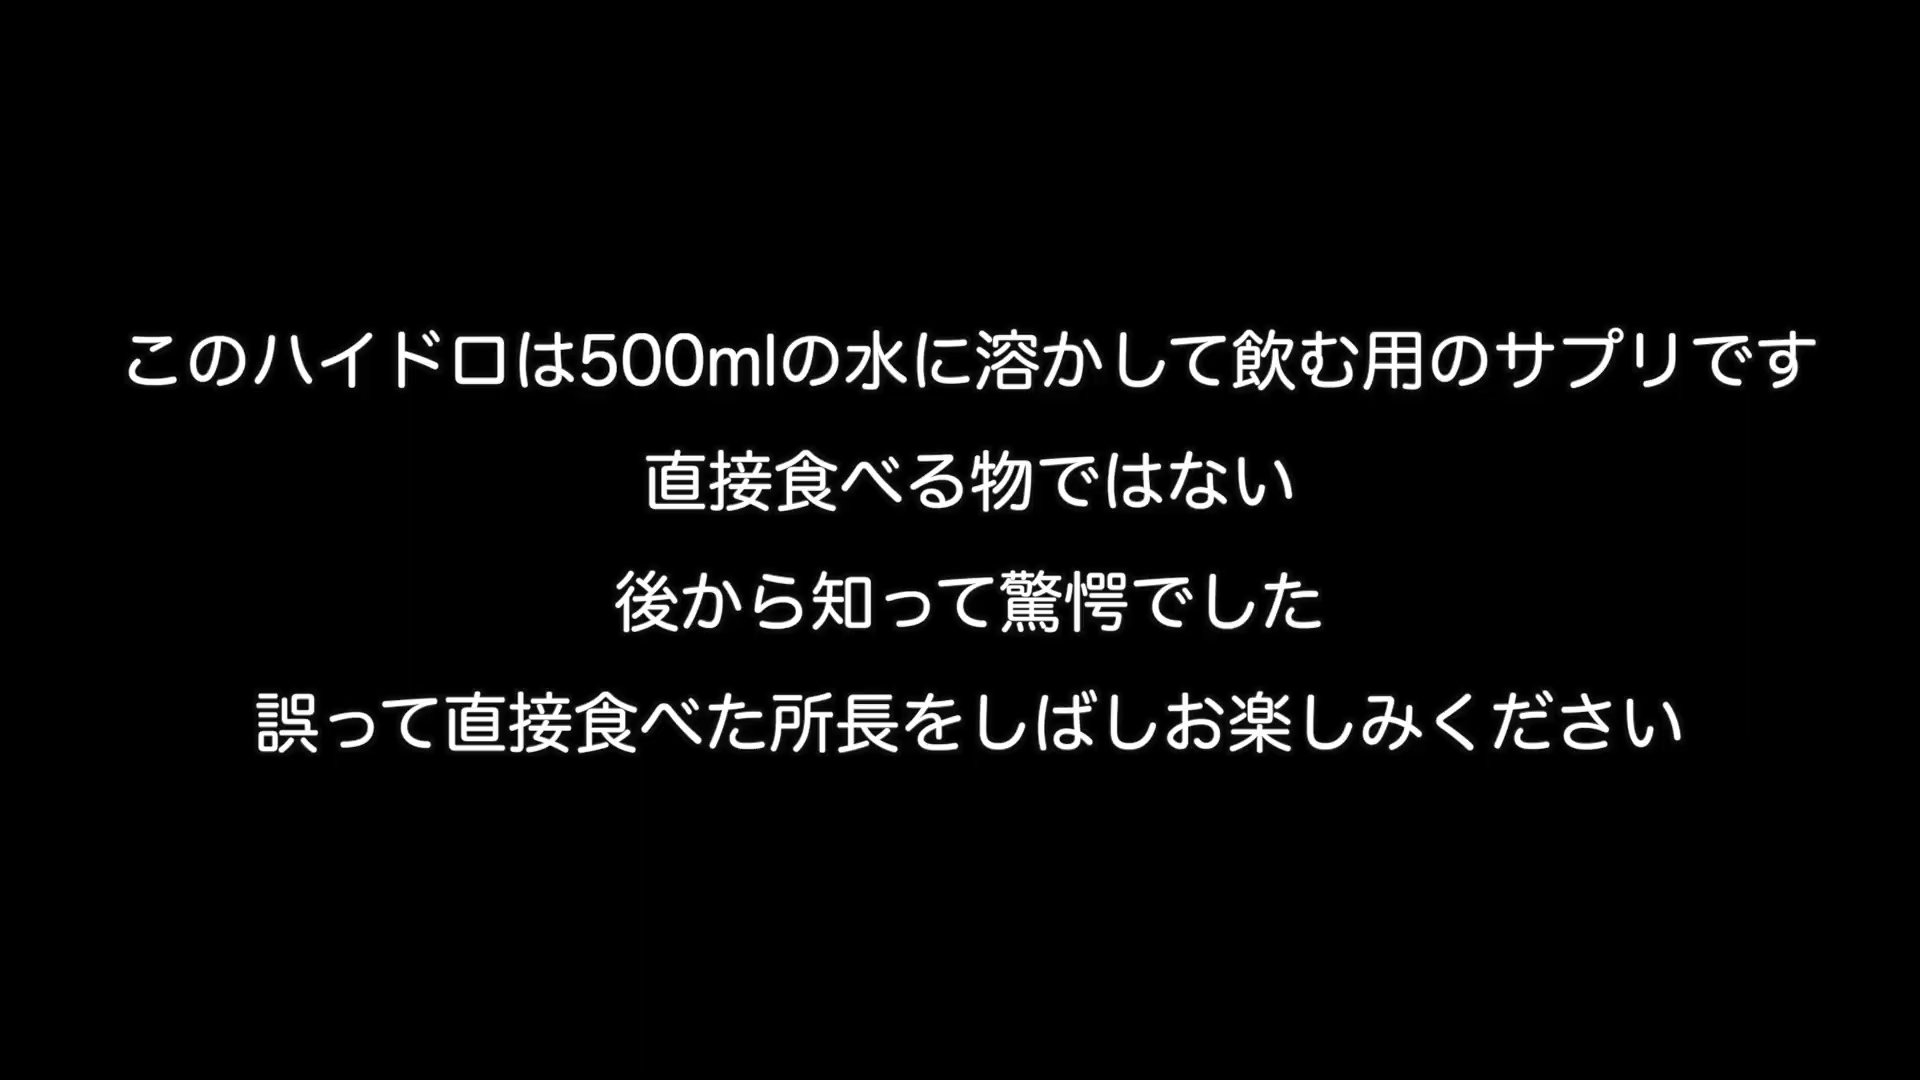 このハイドロは500mlの水に溶かして飲む用のサプリです
直接食べる物ではない
後から知って驚愕でした
誤って直接食べた所長をしばしお楽しみください